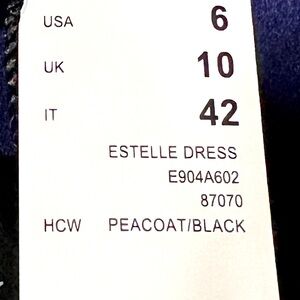 USA 6
UK 10
IT 42
ESTELLE DRESS
E904A602
87070
HCW PEACOAT/BLACK